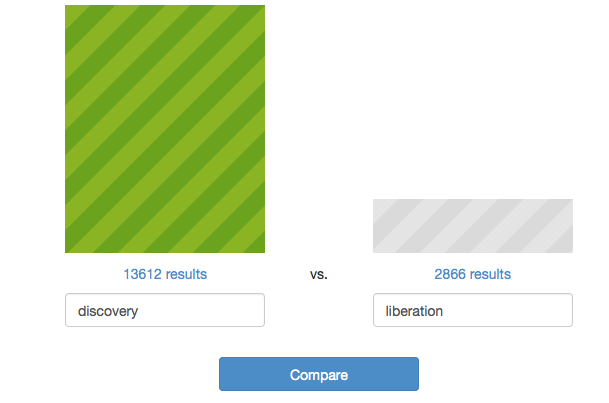 13612 results vs. 2866 results
discovery liberation
Compare